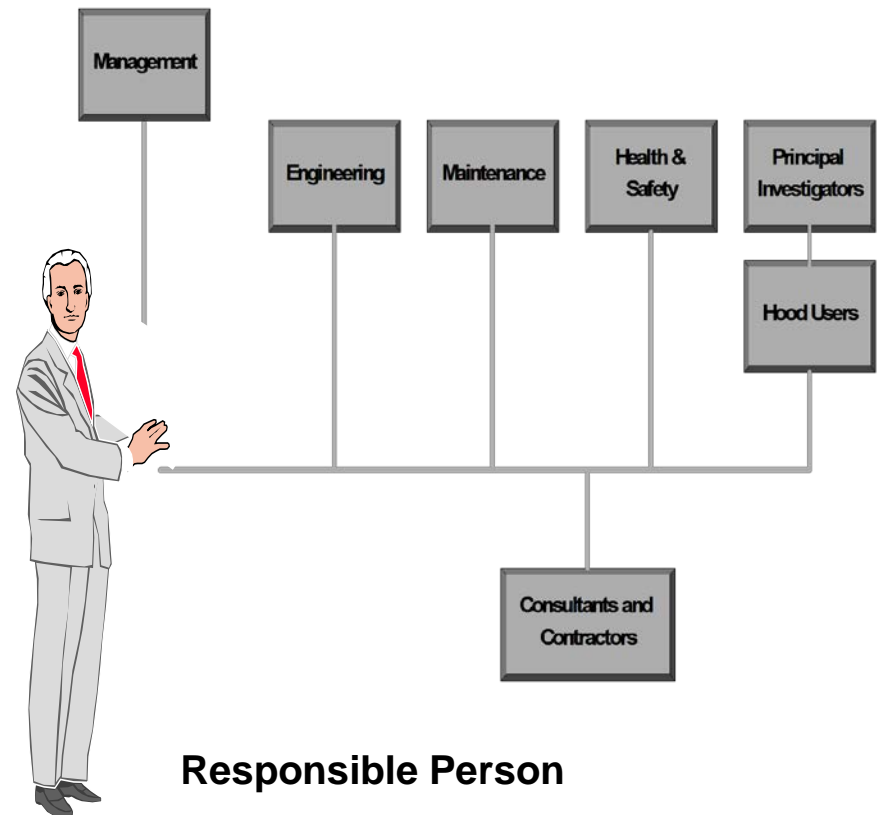 Management
Engineering
Maintenance
Health &
Safety
Principal
Investigators
Hood Users
Consultants and
Contractors
Responsible Person